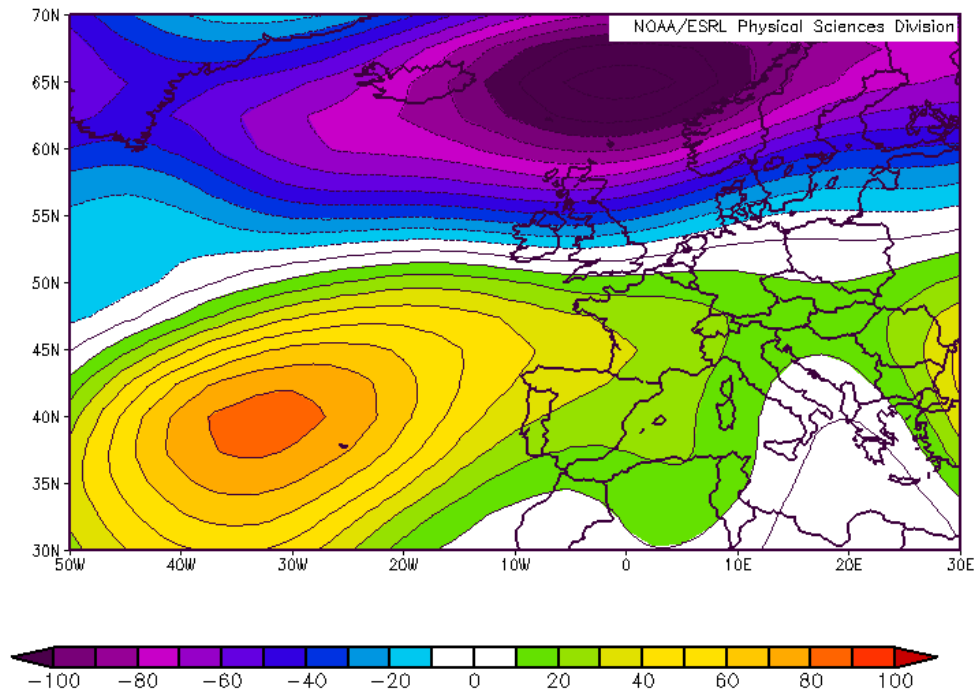 70N
NOAA/ESRL Physical Sciences Division
65N
60N
55N
50N
45N
40N
35N
30N
50W 40W 30W 20W 10W 0 10E 20E 30E
−100 −80 −60 −40 −20 0 20 40 60 80 100